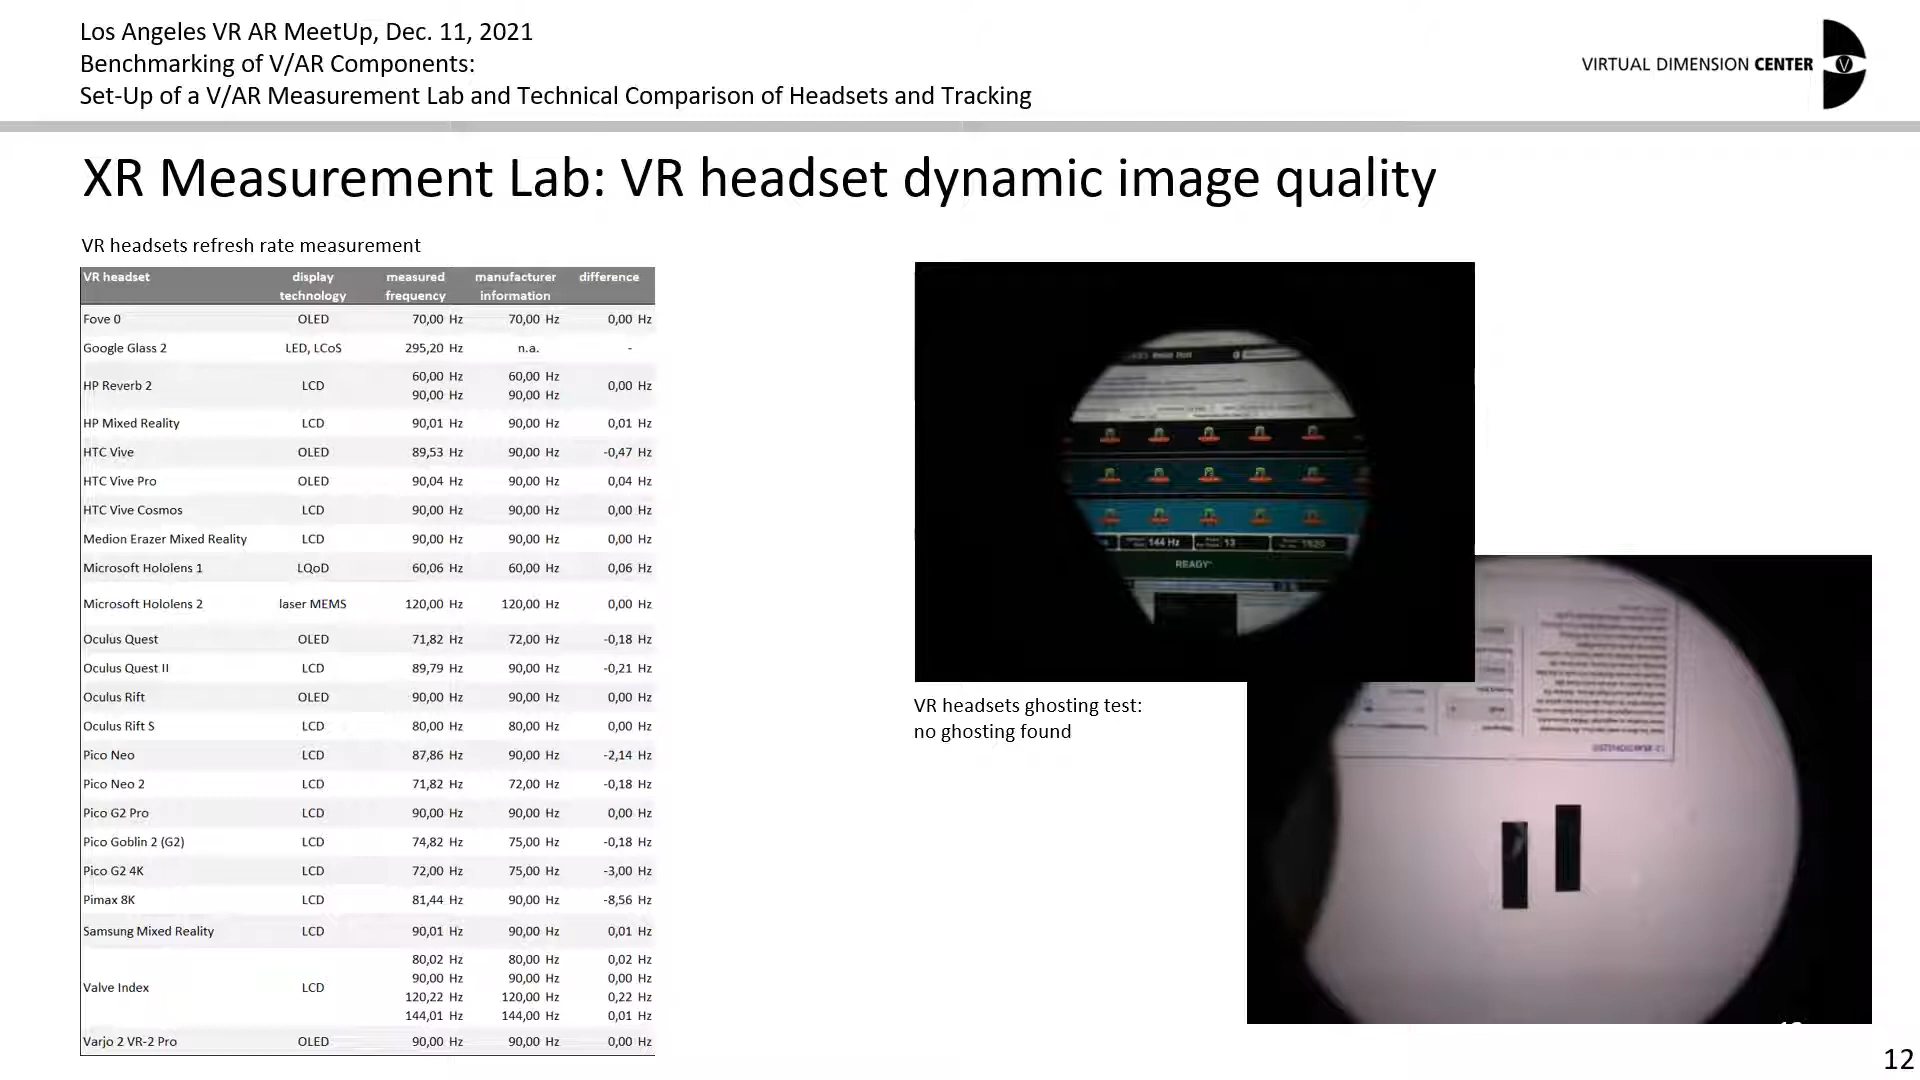 Los Angeles VR AR MeetUp, Dec. 11, 2021
Benchmarking of V/AR Components:
Set-Up of a V/AR Measurement Lab and Technical Comparison of Headsets and Tracking
VIRTUAL DIMENSION CENTER
V
XR Measurement Lab: VR headset dynamic image quality
VR headsets refresh rate measurement
VR headset display technology measured frequency manufacturer information difference
Fove 0 OLED 70,00 Hz 70,00 Hz 0,00 Hz
Google Glass 2 LED, LCoS 295,20 Hz n.a. -
HP Reverb 2 LCD 60,00 Hz 60,00 Hz 0,00 Hz
90,00 Hz 90,00 Hz
HP Mixed Reality LCD 90,01 Hz 90,00 Hz 0,01 Hz
HTC Vive OLED 89,53 Hz 90,00 Hz -0,47 Hz
HTC Vive Pro OLED 90,04 Hz 90,00 Hz 0,04 Hz
HTC Vive Cosmos LCD 90,00 Hz 90,00 Hz 0,00 Hz
Medion Erazer Mixed Reality LCD 90,00 Hz 90,00 Hz 0,00 Hz
Microsoft Hololens 1 LQoD 60,06 Hz 60,00 Hz 0,06 Hz
Microsoft Hololens 2 laser MEMS 120,00 Hz 120,00 Hz 0,00 Hz
Oculus Quest OLED 71,82 Hz 72,00 Hz -0,18 Hz
Oculus Quest II LCD 89,79 Hz 90,00 Hz -0,21 Hz
Oculus Rift OLED 90,00 Hz 90,00 Hz 0,00 Hz
Oculus Rift S LCD 80,00 Hz 80,00 Hz 0,00 Hz
Pico Neo LCD 87,86 Hz 90,00 Hz -2,14 Hz
Pico Neo 2 LCD 71,82 Hz 72,00 Hz -0,18 Hz
Pico G2 Pro LCD 90,00 Hz 90,00 Hz 0,00 Hz
Pico Goblin 2 (G2) LCD 74,82 Hz 75,00 Hz -0,18 Hz
Pico G2 4K LCD 72,00 Hz 75,00 Hz -3,00 Hz
Pimax 8K LCD 81,44 Hz 90,00 Hz -8,56 Hz
Samsung Mixed Reality LCD 90,01 Hz 90,00 Hz 0,01 Hz
Valve Index LCD 80,02 Hz 80,00 Hz 0,02 Hz
90,00 Hz 90,00 Hz 0,00 Hz
120,22 Hz 120,00 Hz 0,22 Hz
144,01 Hz 144,00 Hz 0,01 Hz
Varjo 2 VR-2 Pro OLED 90,00 Hz 90,00 Hz 0,00 Hz
144 Hz
13
READY
VR headsets ghosting test:
no ghosting found
12